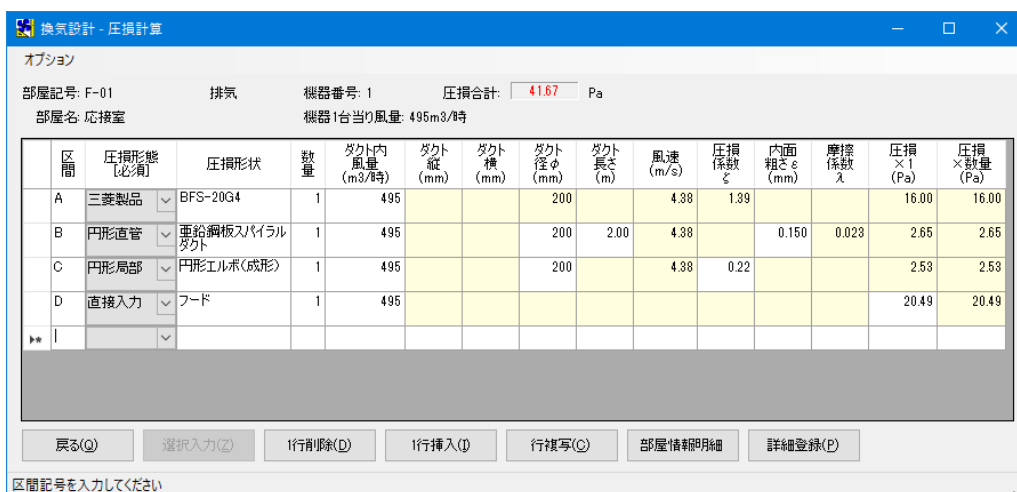 換気設計 - 圧損計算
オプション
部屋記号: F-01 排気 機器番号: 1 圧損合計: 41.67 Pa
部屋名: 応接室 機器1台当り風量: 495m3/時
区間 圧損形態[必須] 圧損形状 数量 ダクト内風量(m3/時) ダクト縦(mm) ダクト横(mm) ダクト径φ(mm) ダクト長さ(m) 風速(m/s) 圧損係数ζ 内面粗さε(mm) 摩擦係数λ 圧損×1(Pa) 圧損×数量(Pa)
A 三菱製品 BFS-20G4 1 495 200 4.38 1.39 16.00 16.00
B 円形直管 亜鉛鋼板スパイラルダクト 1 495 200 2.00 4.38 0.150 0.023 2.65 2.65
C 円形局部 円形エルボ(成形) 1 495 200 4.38 0.22 2.53 2.53
D 直接入力 フード 1 495 20.49 20.49
戻る(Q) 選択入力(Z) 1行削除(D) 1行挿入(I) 行複写(C) 部屋情報明細 詳細登録(P)
区間記号を入力してください